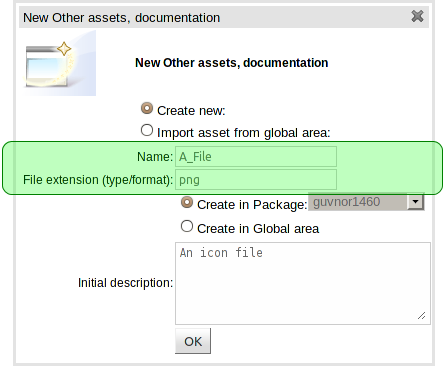 New Other assets, documentation
New Other assets, documentation
Create new:
Import asset from global area:
Name: A_File
File extension (type/format): png
Create in Package: guvnor1460
Create in Global area
Initial description: An icon file
OK